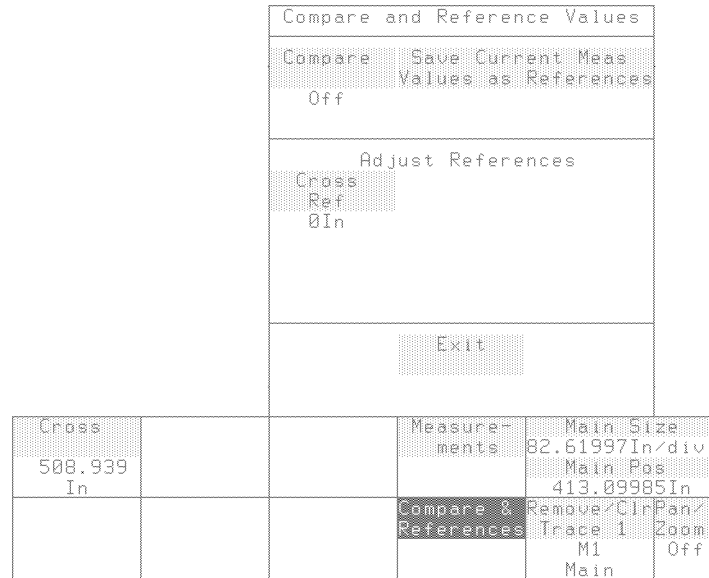 Compare and Reference Values
Compare
Off
Save Current Meas
Values as References
Adjust References
Cross
Ref
0In
Exit
Cross
508.939
In
Measure-
ments
Main Size
82.61997In/div
Main Pos
413.09985In
Compare &
References
Remove/Clr
Trace 1
M1
Main
Pan/
Zoom
Off